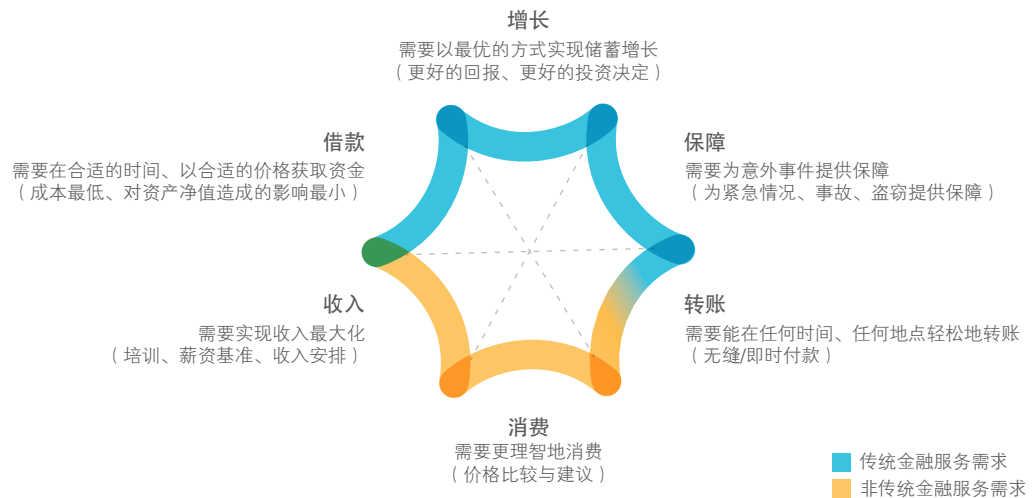 增长
需要以最优的方式实现储蓄增长
（更好的回报、更好的投资决定）
借款
需要在合适的时间、以合适的价格获取资金
（成本最低、对资产净值造成的影响最小）
保障
需要为意外事件提供保障
（为紧急情况、事故、盗窃提供保障）
收入
需要实现收入最大化
（培训、薪资基准、收入安排）
转账
需要能在任何时间、任何地点轻松地转账
（无缝/即时付款）
消费
需要更理智地消费
（价格比较与建议）
传统金融服务需求
非传统金融服务需求